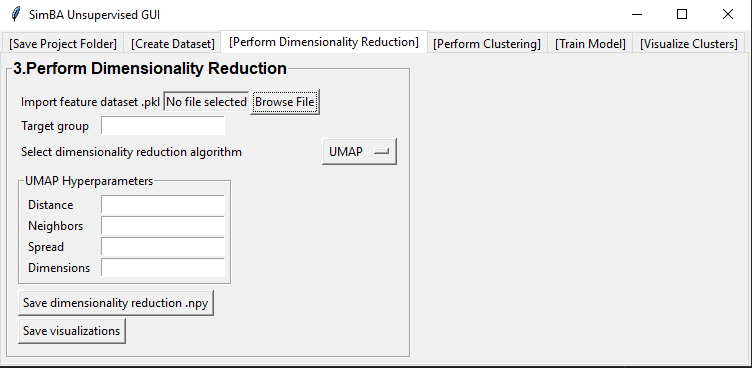 SimBA Unsupervised GUI
[Save Project Folder] [Create Dataset] [Perform Dimensionality Reduction] [Perform Clustering] [Train Model] [Visualize Clusters]
3.Perform Dimensionality Reduction
Import feature dataset .pkl No file selected Browse File
Target group
Select dimensionality reduction algorithm UMAP
UMAP Hyperparameters
Distance
Neighbors
Spread
Dimensions
Save dimensionality reduction .npy
Save visualizations